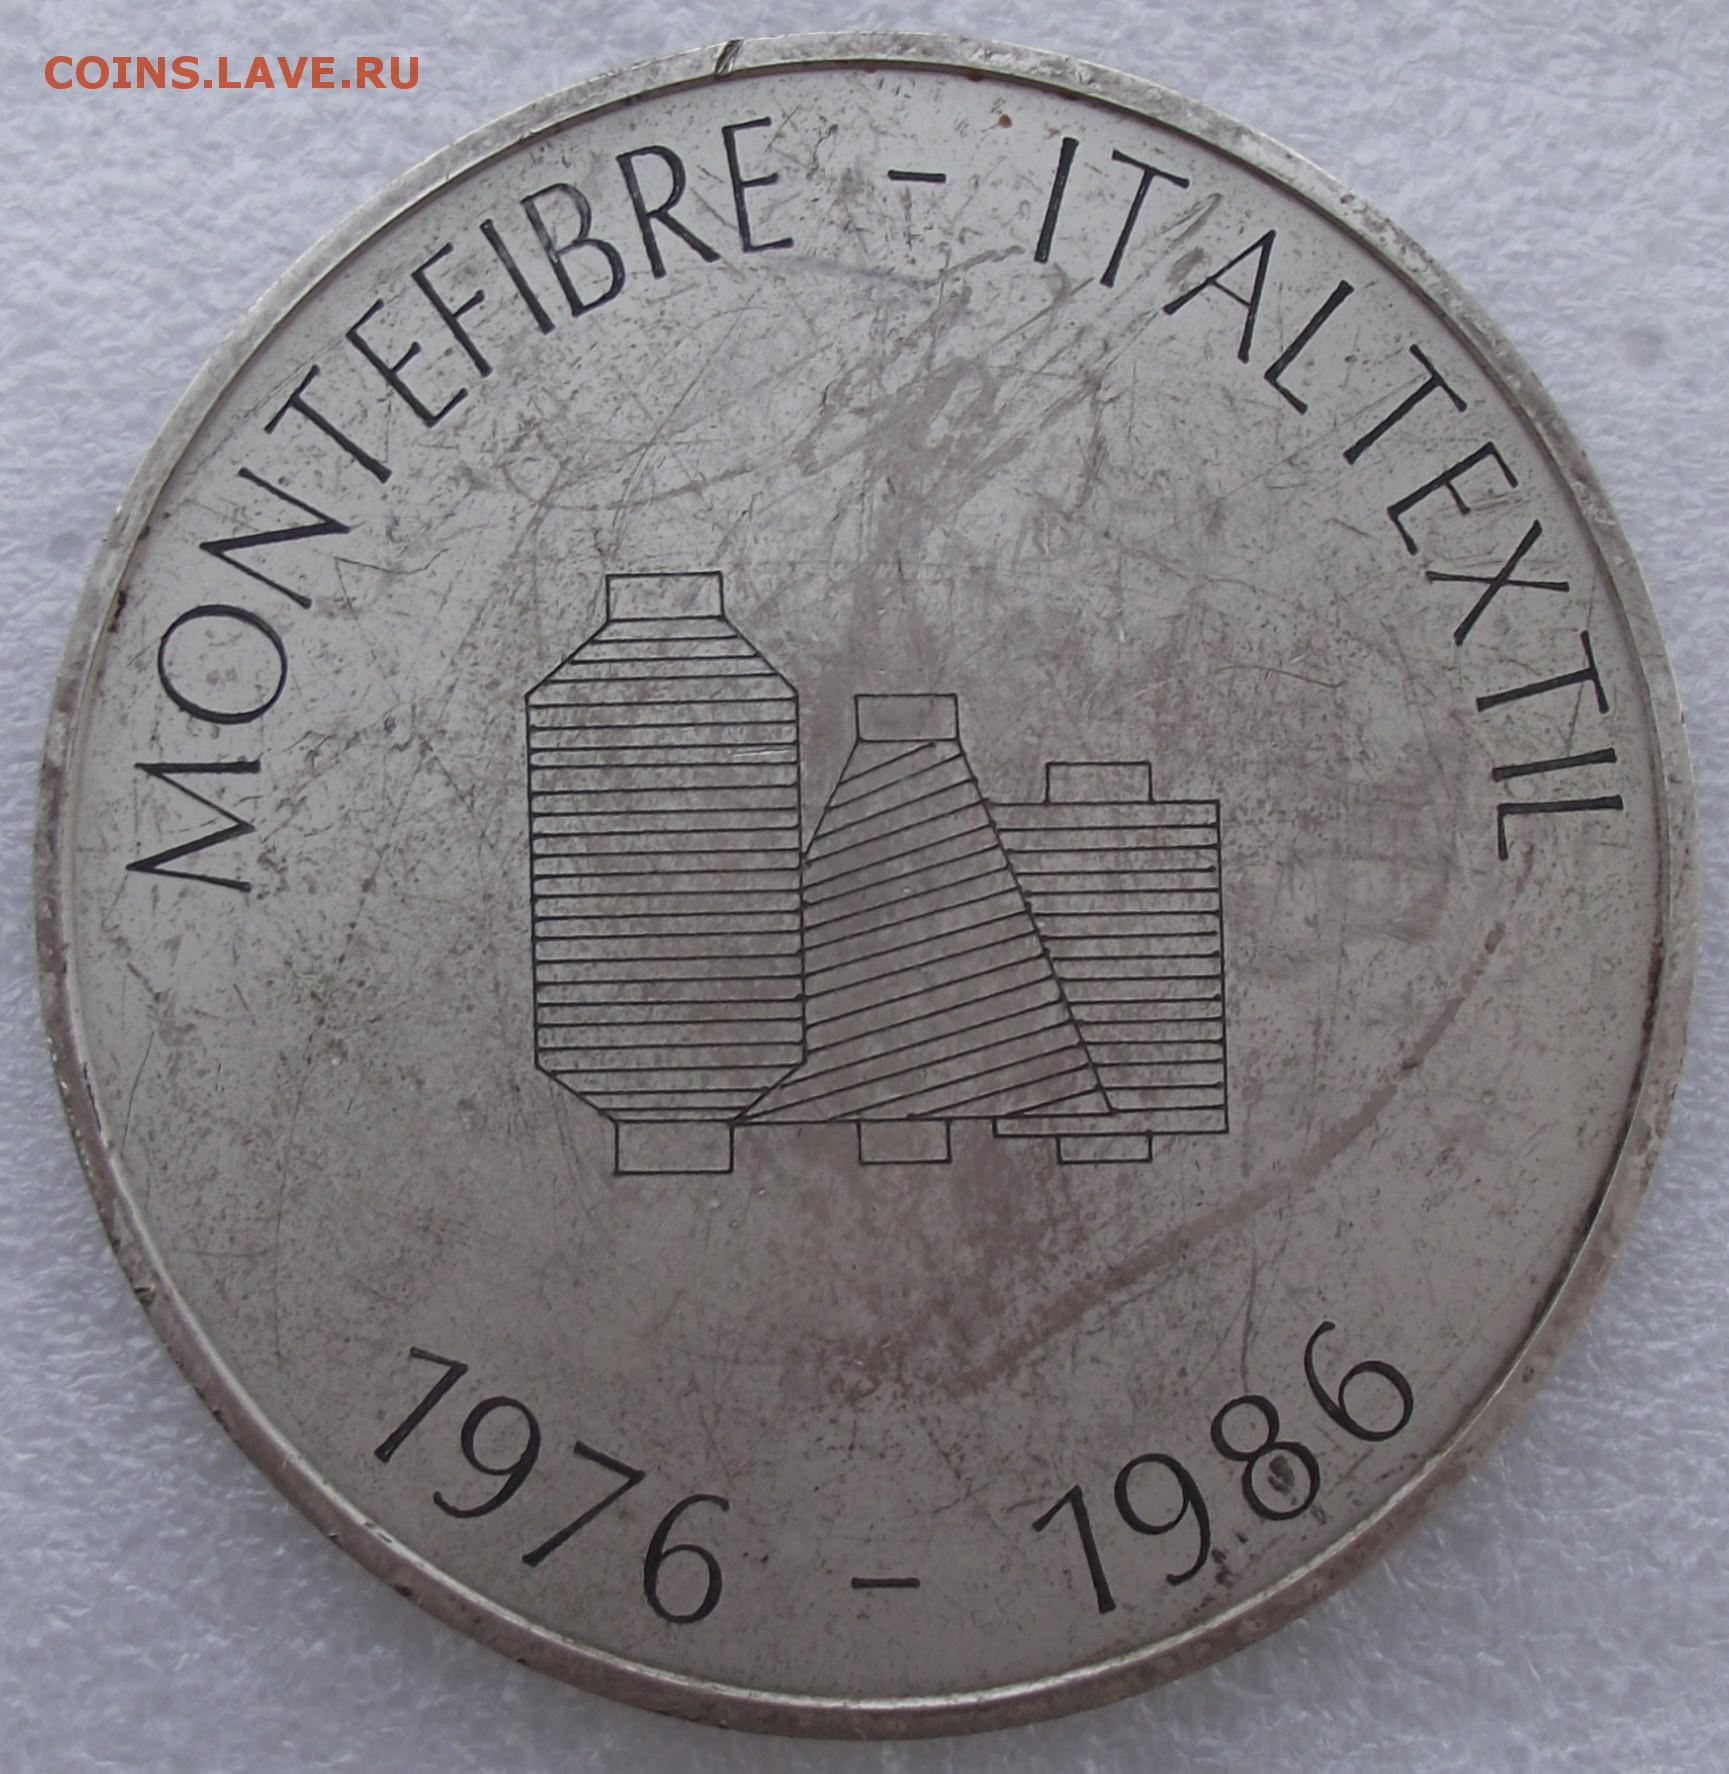 COINS.LAVE.RU
MONTEFIBRE - ITALTEXTIL
1976 - 1986